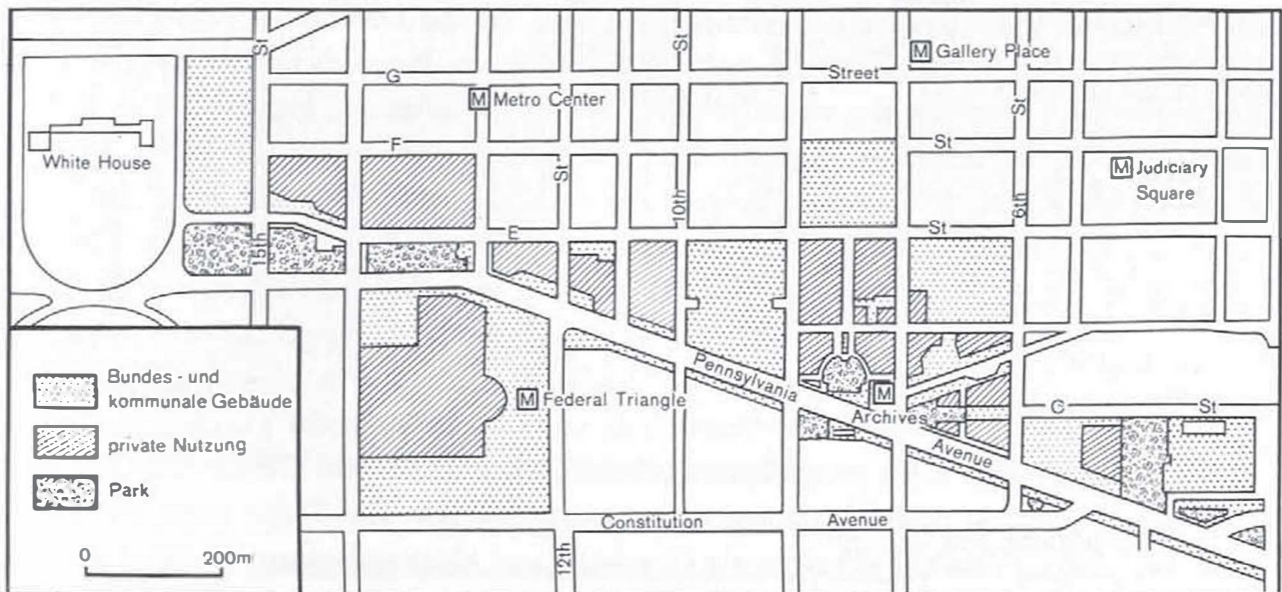 St
St
M Gallery Place
G
Street
M Metro Center
St
White House
F
St
St
M Judiciary
Square
10th
6th
E
St
15th
Pennsylvania
Bundes- und
kommunale Gebäude
M Federal Triangle
M
Archives
G
St
private Nutzung
Avenue
Park
Constitution
Avenue
0
200m
12th